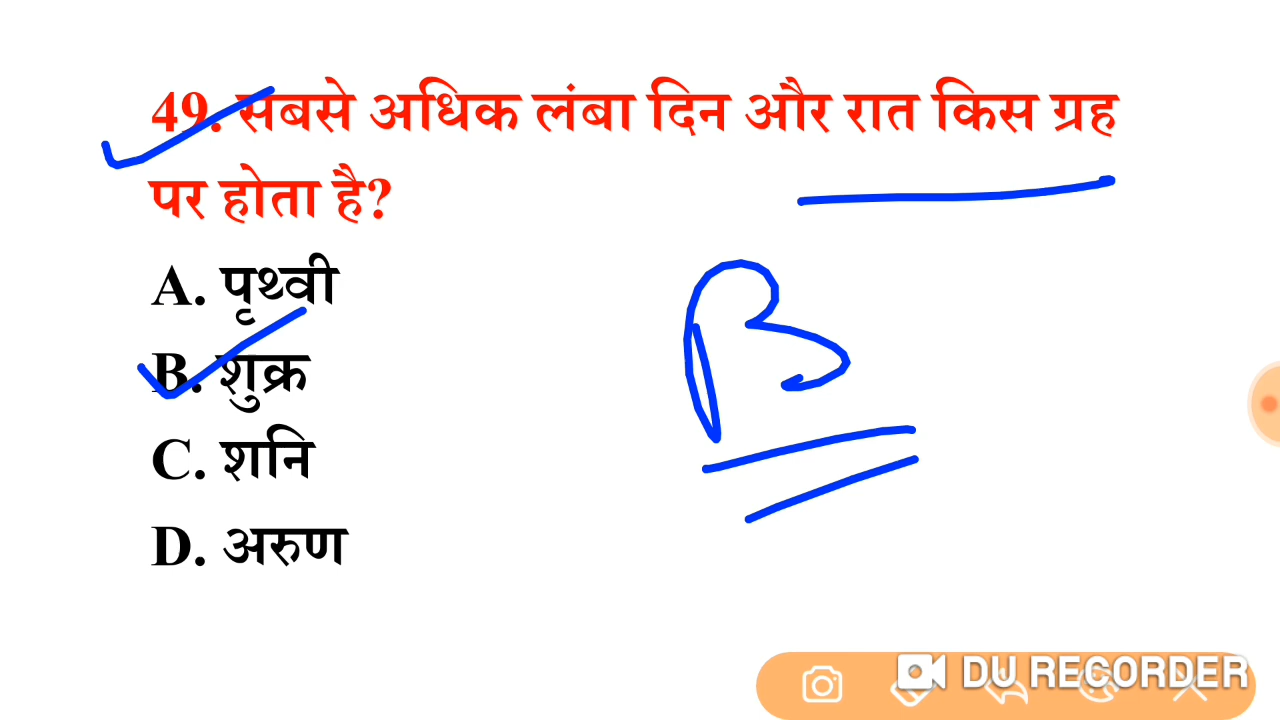 49. सबसे अधिक लंबा दिन और रात किस ग्रह
पर होता है?
A. पृथ्वी
B. शुक्र
B
C. शनि
D. अरुण
DU RECORDER